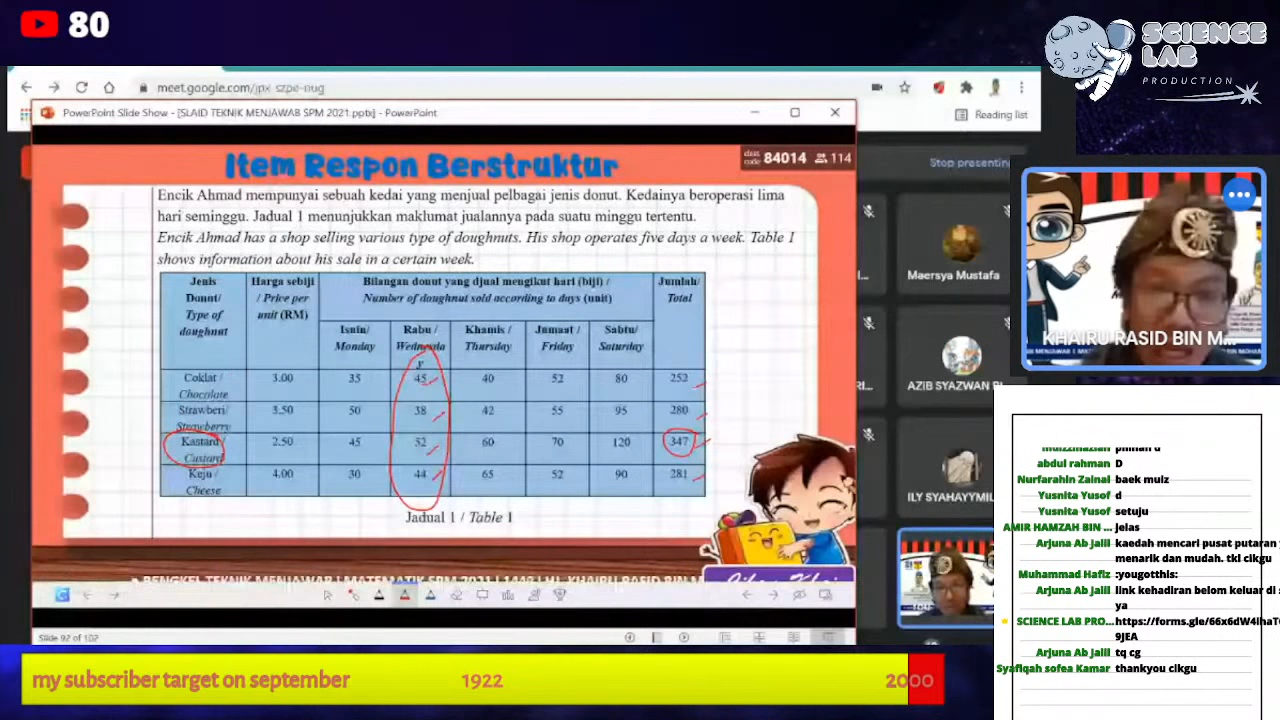 80
SCIENCE
LAB
PRODUCTION
meet.google.com/jpx-szpe-nug
Reading list
PowerPoint Slide Show - [SLAID TEKNIK MENJAWAB SPM 2021.pptx] - PowerPoint
Item Respon Berstruktur
class code 84014 114
Stop presenting
Encik Ahmad mempunyai sebuah kedai yang menjual pelbagai jenis donut. Kedainya beroperasi lima
hari seminggu. Jadual 1 menunjukkan maklumat jualannya pada suatu minggu tertentu.
Encik Ahmad has a shop selling various type of doughnuts. His shop operates five days a week. Table 1
shows information about his sale in a certain week.
Jenis Donut/ Type of doughnut
Harga sebiji / Price per unit (RM)
Bilangan donut yang djual mengikut hari (biji) /
Number of doughnut sold according to days (unit)
Jumlah/ Total
Isnin/ Monday Rabu / Wednesday Khamis / Thursday Jumaat / Friday Sabtu/ Saturday
Coklat / Chocolate 3.00 35 45 40 52 80 252
Strawberi/ Strawberry 3.50 50 38 42 55 95 280
Kastard / Custard 2.50 45 52 60 70 120 347
Keju / Cheese 4.00 30 44 65 52 90 281
Jadual 1 / Table 1
Slide 92 of 102
Maersya Mustafa
ILY SYAHAYYMIL
KHAIRU RASID BIN M...
abdul rahman D
Nurfarahin Zainal baek muiz
Yusnita Yusof d
Yusnita Yusof setuju
AMIR HAMZAH BIN ... Jelas
Arjuna Ab Jalil kaedah mencari pusat putaran
menarik dan mudah. tki cikgu
Muhammad Hafiz :yougotthis:
Arjuna Ab Jalil link kehadiran belom keluar di
ya
SCIENCE LAB PRO...
9JEA
Arjuna Ab Jalil tq cg
Syafiqah sofea Kamar thankyou cikgu
my subscriber target on september 1922 2000